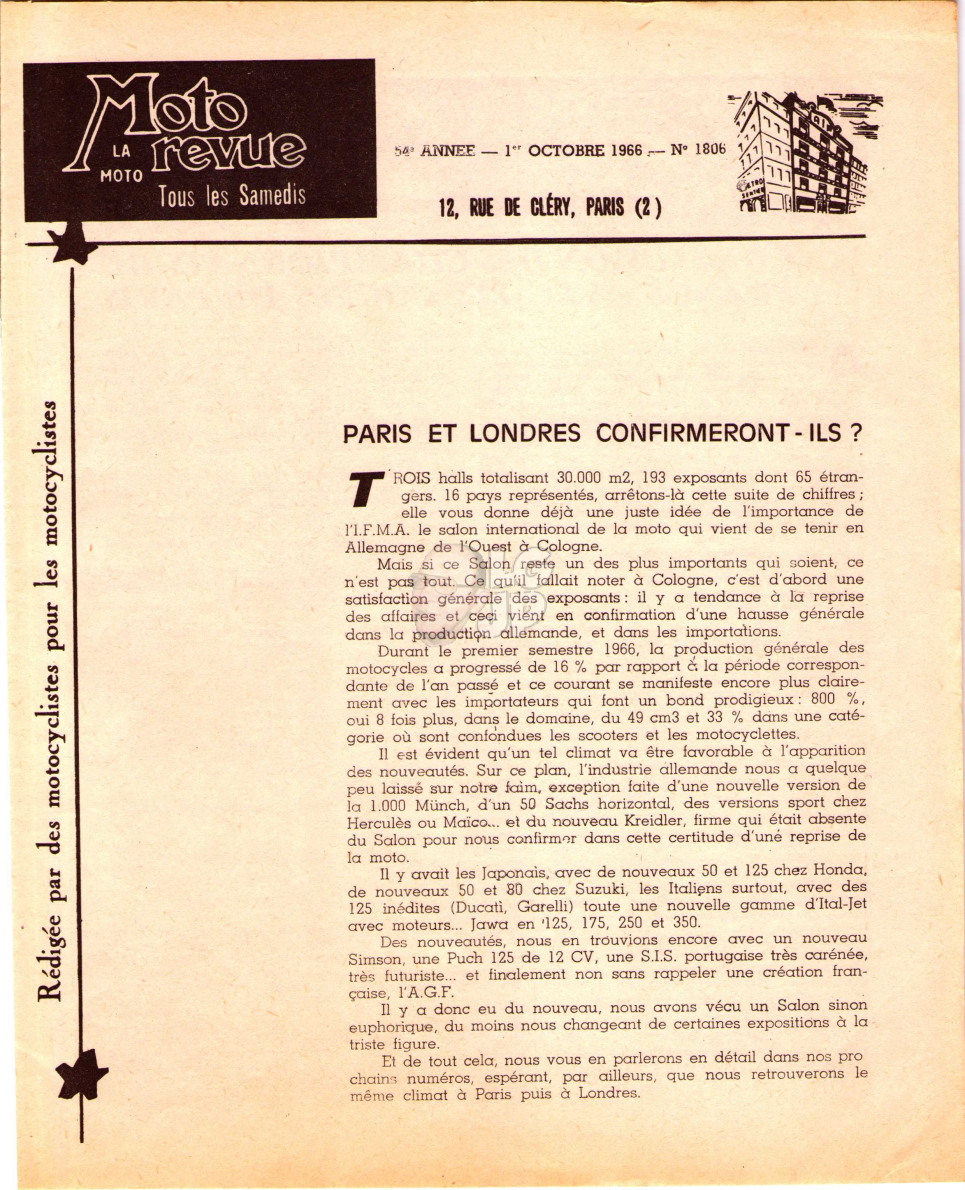 Moto
revue
LA
MOTO
Tous les Samedis
54e ANNEE — 1er OCTOBRE 1966 — N° 1806
12, RUE DE CLÉRY, PARIS (2)
Rédigée par des motocyclistes pour les motocyclistes
PARIS ET LONDRES CONFIRMERONT-ILS ?
TROIS halls totalisant 30.000 m2, 193 exposants dont 65 étran-
gers. 16 pays représentés, arrêtons-là cette suite de chiffres ;
elle vous donne déjà une juste idée de l'importance de
l'I.F.M.A. le salon international de la moto qui vient de se tenir en
Allemagne de l'Ouest à Cologne.
Mais si ce Salon reste un des plus importants qui soient, ce
n'est pas tout. Ce qu'il fallait noter à Cologne, c'est d'abord une
satisfaction générale des exposants : il y a tendance à la reprise
des affaires et ceci vient en confirmation d'une hausse générale
dans la production allemande, et dans les importations.
Durant le premier semestre 1966, la production générale des
motocycles a progressé de 16 % par rapport à la période correspon-
dante de l'an passé et ce courant se manifeste encore plus claire-
ment avec les importateurs qui font un bond prodigieux : 800 %,
oui 8 fois plus, dans le domaine, du 49 cm3 et 33 % dans une caté-
gorie où sont confondues les scooters et les motocyclettes.
Il est évident qu'un tel climat va être favorable à l'apparition
des nouveautés. Sur ce plan, l'industrie allemande nous a quelque
peu laissé sur notre faim, exception faite d'une nouvelle version de
la 1.000 Münch, d'un 50 Sachs horizontal, des versions sport chez
Herculès ou Maïco... et du nouveau Kreidler, firme qui était absente
du Salon pour nous confirmer dans cette certitude d'uné reprise de
la moto.
Il y avait les Japonais, avec de nouveaux 50 et 125 chez Honda,
de nouveaux 50 et 80 chez Suzuki, les Italiens surtout, avec des
125 inédites (Ducati, Garelli) toute une nouvelle gamme d'Ital-Jet
avec moteurs... Jawa en 125, 175, 250 et 350.
Des nouveautés, nous en trouvions encore avec un nouveau
Simson, une Puch 125 de 12 CV, une S.I.S. portugaise très carénée,
très futuriste... et finalement non sans rappeler une création fran-
çaise, l'A.G.F.
Il y a donc eu du nouveau, nous avons vécu un Salon sinon
euphorique, du moins nous changeant de certaines expositions à la
triste figure.
Et de tout cela, nous vous en parlerons en détail dans nos pro
chains numéros, espérant, par ailleurs, que nous retrouverons le
même climat à Paris puis à Londres.